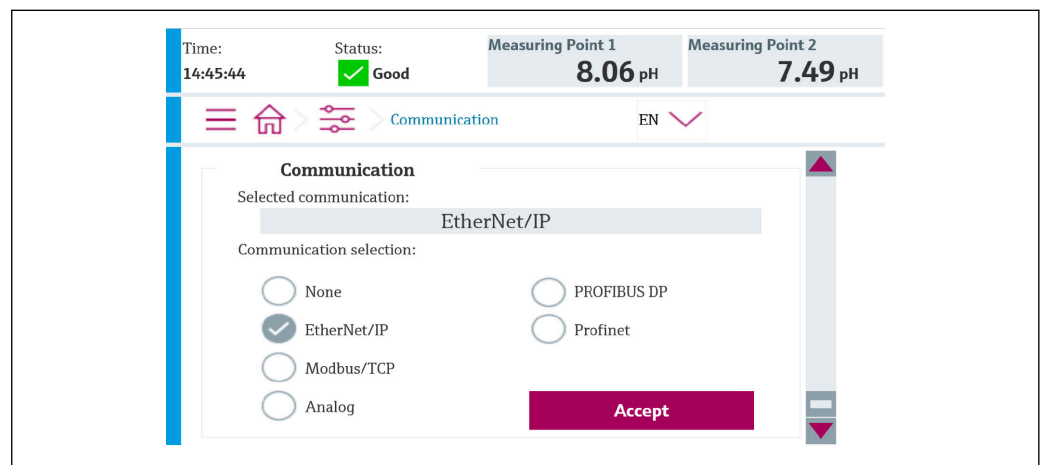 Time: Status: Measuring Point 1 Measuring Point 2
14:45:44 Good 8.06 pH 7.49 pH
Communication EN
Communication
Selected communication:
EtherNet/IP
Communication selection:
None PROFIBUS DP
EtherNet/IP Profinet
Modbus/TCP
Analog Accept